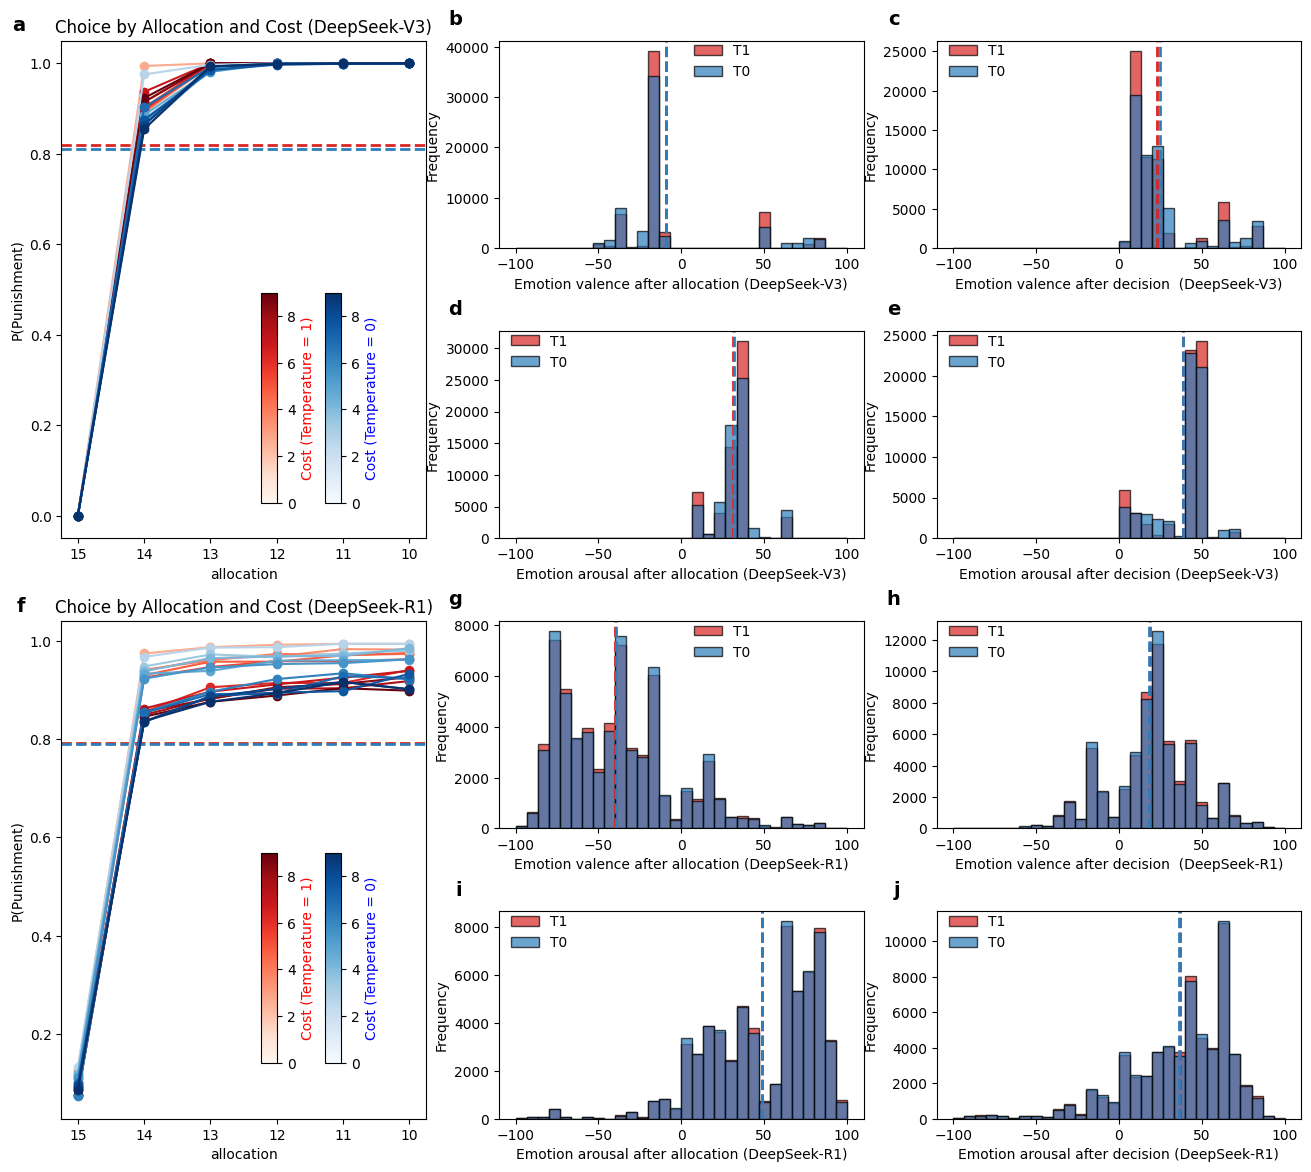 a
Choice by Allocation and Cost (DeepSeek-V3)
1.0
0.8
0.6
0.4
0.2
0.0
P(Punishment)
15 14 13 12 11 10
allocation
8
6
4
2
0
Cost (Temperature = 1)
8
6
4
2
0
Cost (Temperature = 0)
b
T1
T0
40000
30000
20000
10000
0
Frequency
−100 −50 0 50 100
Emotion valence after allocation (DeepSeek-V3)
c
T1
T0
25000
20000
15000
10000
5000
0
Frequency
−100 −50 0 50 100
Emotion valence after decision  (DeepSeek-V3)
d
T1
T0
30000
25000
20000
15000
10000
5000
0
Frequency
−100 −50 0 50 100
Emotion arousal after allocation (DeepSeek-V3)
e
T1
T0
25000
20000
15000
10000
5000
0
Frequency
−100 −50 0 50 100
Emotion arousal after decision (DeepSeek-V3)
f
Choice by Allocation and Cost (DeepSeek-R1)
1.0
0.8
0.6
0.4
0.2
P(Punishment)
15 14 13 12 11 10
allocation
8
6
4
2
0
Cost (Temperature = 1)
8
6
4
2
0
Cost (Temperature = 0)
g
T1
T0
8000
6000
4000
2000
0
Frequency
−100 −50 0 50 100
Emotion valence after allocation (DeepSeek-R1)
h
T1
T0
12000
10000
8000
6000
4000
2000
0
Frequency
−100 −50 0 50 100
Emotion valence after decision  (DeepSeek-R1)
i
T1
T0
8000
6000
4000
2000
0
Frequency
−100 −50 0 50 100
Emotion arousal after allocation (DeepSeek-R1)
j
T1
T0
10000
8000
6000
4000
2000
0
Frequency
−100 −50 0 50 100
Emotion arousal after decision (DeepSeek-R1)